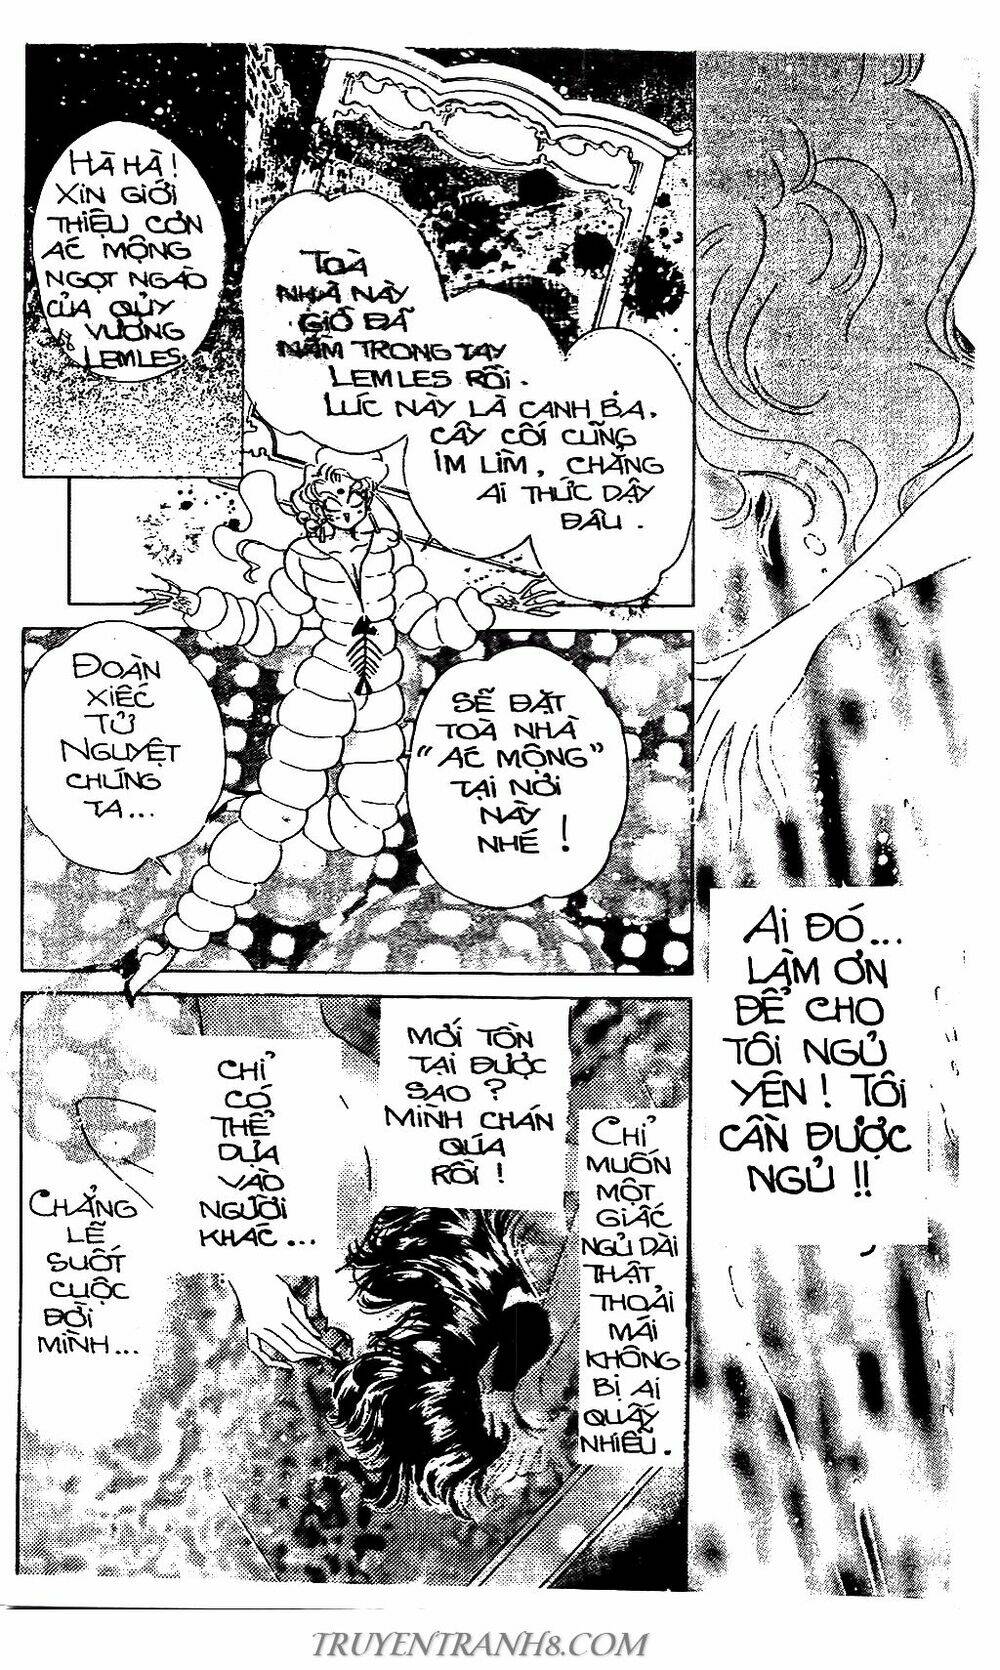 HÀ HÀ!
XIN GIỚI
THIỆU CƠN
ÁC MỘNG
NGỌT NGÀO
CỦA QUỶ
VƯƠNG
LEMLES.
TOÀ
NHÀ NÀY
GIỜ ĐÃ
NẰM TRONG TAY
LEMLES RỒI.
LÚC NÀY LÀ CANH BA,
CÂY CỐI CŨNG
IM LÌM, CHẲNG
AI THỨC DẬY
ĐÂU.
ĐOÀN
XIẾC
TỬ
NGUYỆT
CHÚNG
TA...
SẼ ĐẶT
TOÀ NHÀ
"ÁC MỘNG"
TẠI NƠI
NÀY
NHÉ!
AI ĐÓ...
LÀM ƠN
ĐỂ CHO
TÔI NGỦ
YÊN! TÔI
CẦN ĐƯỢC
NGỦ!!
CHẲNG
LẼ
SUỐT
CUỘC
ĐỜI
MÌNH...
CHỈ
CÓ
THỂ
DỰA
VÀO
NGƯỜI
KHÁC...
MỚI TỒN
TẠI ĐƯỢC
SAO?
MÌNH CHÁN
QÚA
RỒI!
CHỈ
MUỐN
MỘT
GIẤC
NGỦ DÀI
THẬT
THOẢI
MÁI
KHÔNG
BỊ AI
QUẤY
NHIỄU.
TRUYENTRANH8.COM